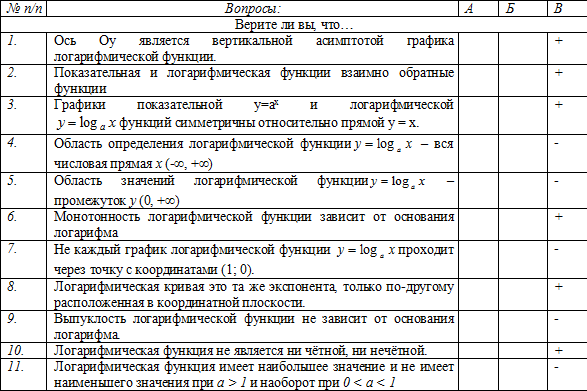 № п/п Вопросы: А Б В
Верите ли вы, что…
1. Ось Оу является вертикальной асимптотой графика +
логарифмической функции.
2. Показательная и логарифмическая функции взаимно обратные +
функции
3. Графики показательной y=aˣ и логарифмической +
y = log ₐ x функций симметричны относительно прямой y = x.
4. Область определения логарифмической функции y = log ₐ x – вся -
числовая прямая x (-∞, +∞)
5. Область значений логарифмической функции y = log ₐ x – -
промежуток y (0, +∞)
6. Монотонность логарифмической функции зависит от основания +
логарифма
7. Не каждый график логарифмической функции y = log ₐ x проходит -
через точку с координатами (1; 0).
8. Логарифмическая кривая это та же экспонента, только по-другому +
расположенная в координатной плоскости.
9. Выпуклость логарифмической функции не зависит от основания -
логарифма.
10. Логарифмическая функция не является ни чётной, ни нечётной. +
11. Логарифмическая функция имеет наибольшее значение и не имеет -
наименьшего значения при a > 1 и наоборот при 0 < a < 1